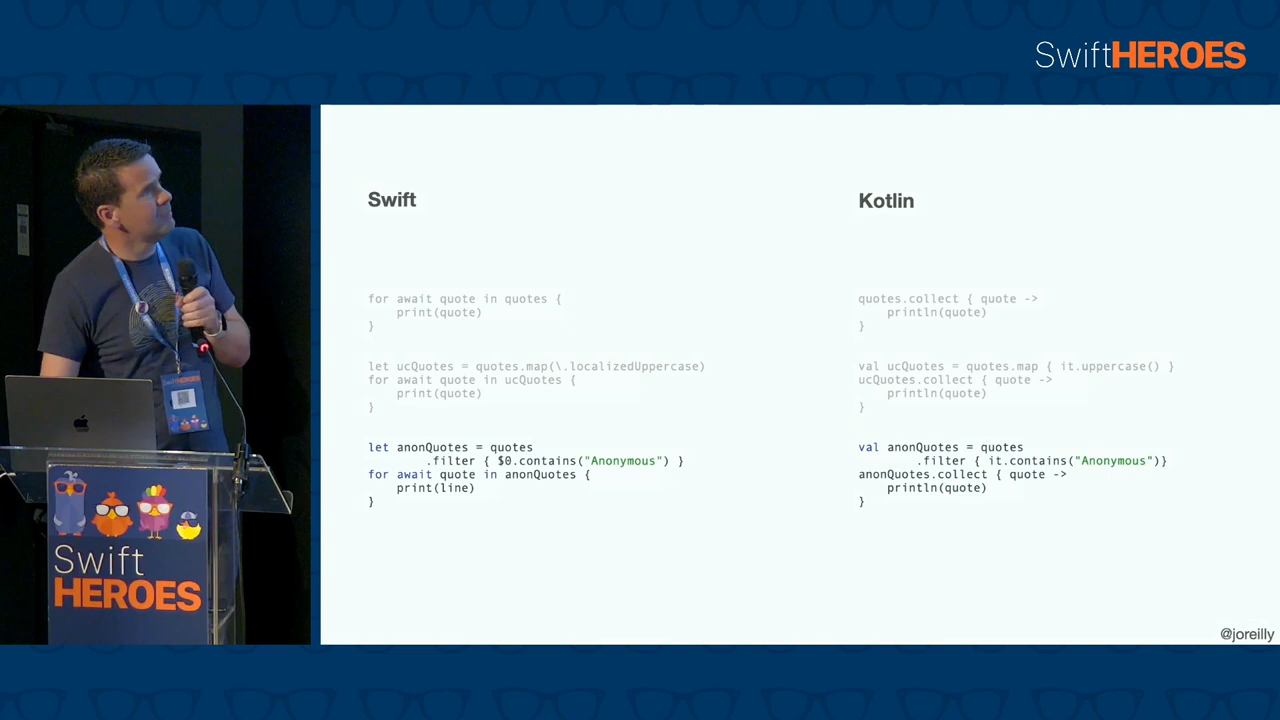 SwiftHEROES
Swift
for await quote in quotes {
    print(quote)
}
let ucQuotes = quotes.map(\.localizedUppercase)
for await quote in ucQuotes {
    print(quote)
}
let anonQuotes = quotes
        .filter { $0.contains("Anonymous") }
for await quote in anonQuotes {
    print(line)
}
Kotlin
quotes.collect { quote ->
    println(quote)
}
val ucQuotes = quotes.map { it.uppercase() }
ucQuotes.collect { quote ->
    println(quote)
}
val anonQuotes = quotes
        .filter { it.contains("Anonymous")}
anonQuotes.collect { quote ->
    println(quote)
}
@joreilly
Swift
HEROES